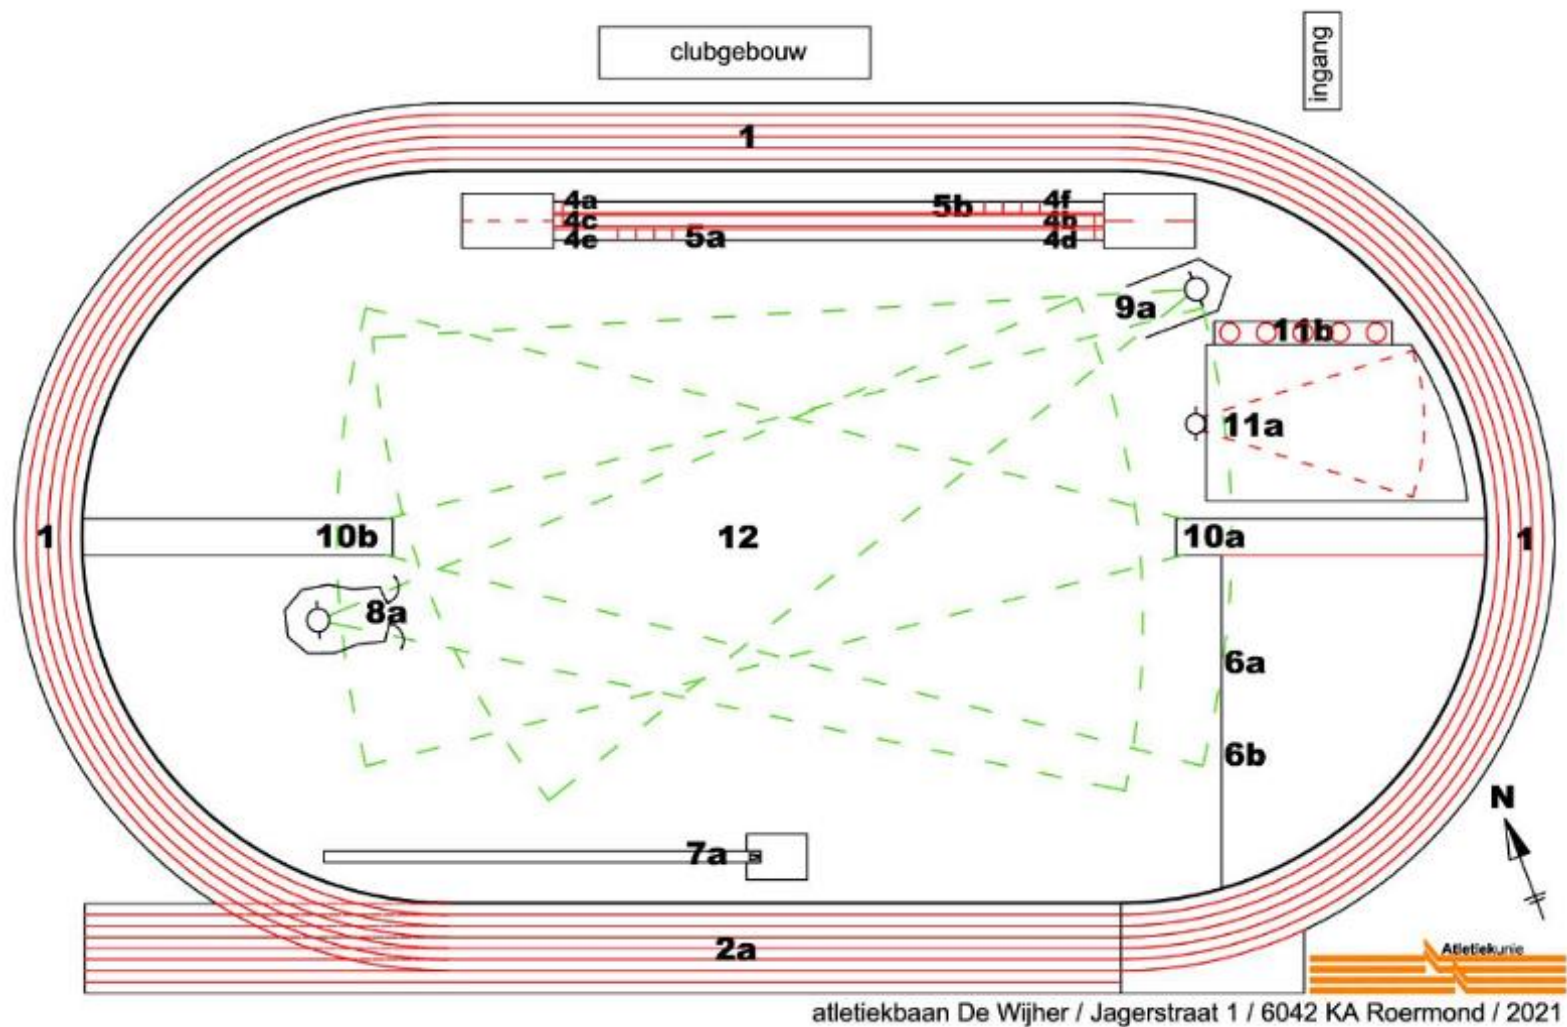 clubgebouw
ingang
1
4a 5b 4f
4c 4b
4e 5a 4d
9a
11b
11a
1 10b 12 10a 1
8a
6a
6b
N
7a
2a
Atletiekunie
atletiekbaan De Wijher / Jagerstraat 1 / 6042 KA Roermond / 2021